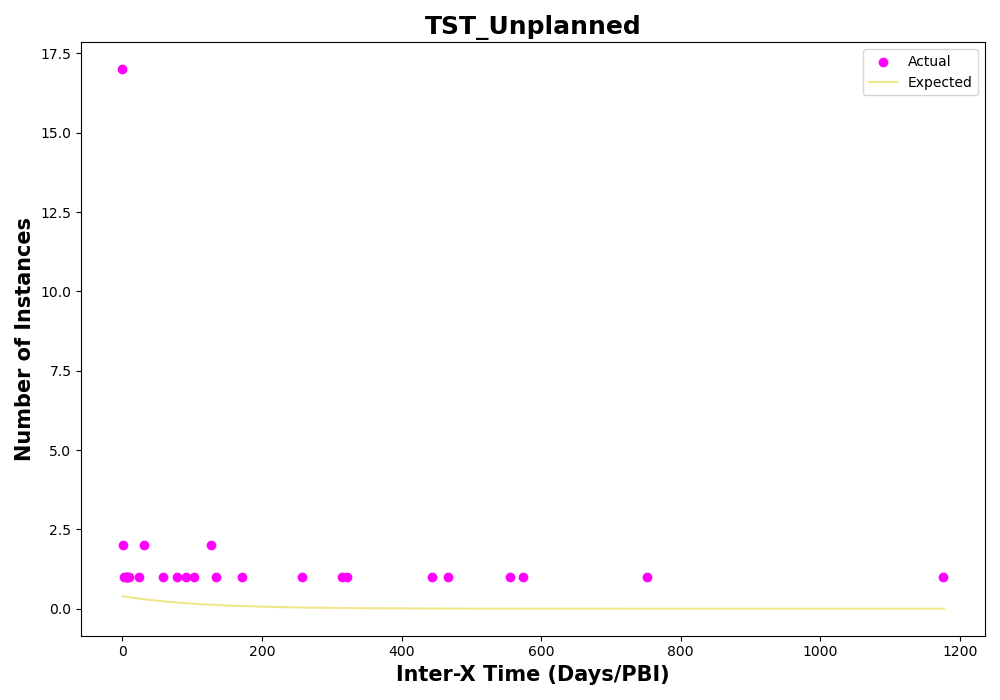 TST_Unplanned
Actual
Expected
Number of Instances
17.5
15.0
12.5
10.0
7.5
5.0
2.5
0.0
0 200 400 600 800 1000 1200
Inter-X Time (Days/PBI)